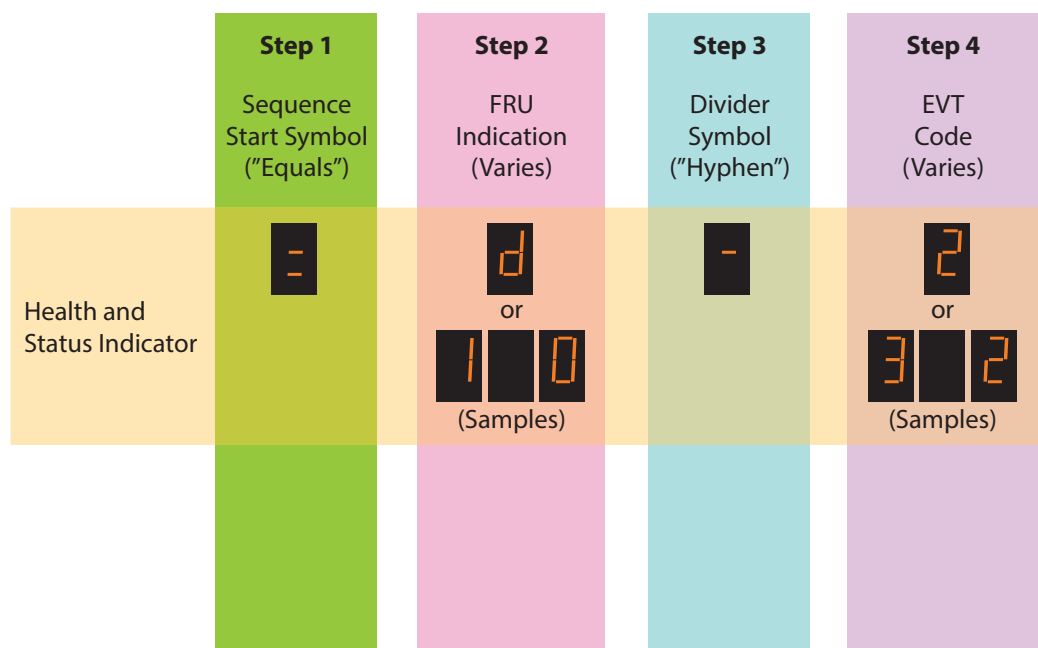 Step 1
Sequence
Start Symbol
(”Equals”)
Step 2
FRU
Indication
(Varies)
Step 3
Divider
Symbol
(”Hyphen”)
Step 4
EVT
Code
(Varies)
Health and
Status Indicator
=
d
or
1 0
(Samples)
-
2
or
3 2
(Samples)